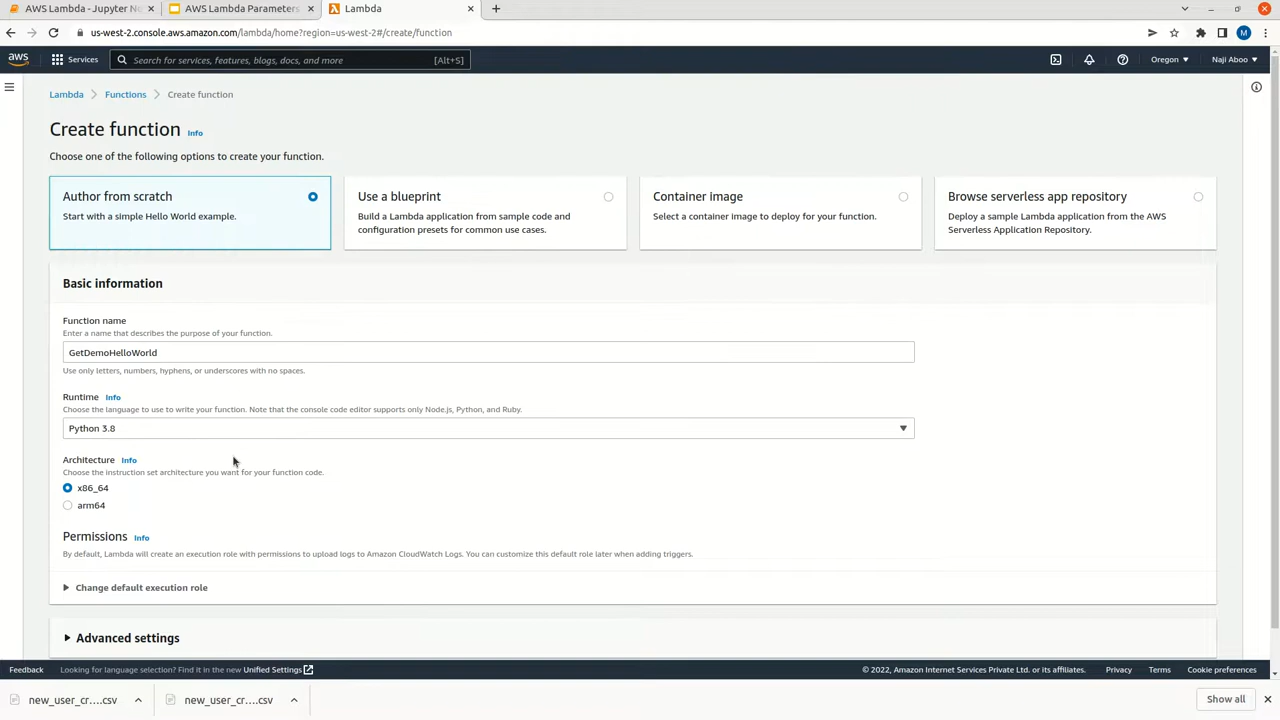 AWS Lambda - Jupyter N
AWS Lambda Parameters
Lambda
us-west-2.console.aws.amazon.com/lambda/home?region=us-west-2#/create/function
M
aws
Services
Search for services, features, blogs, docs, and more
[Alt+S]
Oregon
Naji Aboo
Lambda
Functions
Create function
Create function Info
Choose one of the following options to create your function.
Author from scratch
Start with a simple Hello World example.
Use a blueprint
Build a Lambda application from sample code and
configuration presets for common use cases.
Container image
Select a container image to deploy for your function.
Browse serverless app repository
Deploy a sample Lambda application from the AWS
Serverless Application Repository.
Basic information
Function name
Enter a name that describes the purpose of your function.
GetDemoHelloWorld
Use only letters, numbers, hyphens, or underscores with no spaces.
Runtime Info
Choose the language to use to write your function. Note that the console code editor supports only Node.js, Python, and Ruby.
Python 3.8
Architecture Info
Choose the instruction set architecture you want for your function code.
x86_64
arm64
Permissions Info
By default, Lambda will create an execution role with permissions to upload logs to Amazon CloudWatch Logs. You can customize this default role later when adding triggers.
Change default execution role
Advanced settings
Feedback
Looking for language selection? Find it in the new Unified Settings
© 2022, Amazon Internet Services Private Ltd. or its affiliates.
Privacy
Terms
Cookie preferences
new_user_cr....csv
new_user_cr....csv
Show all